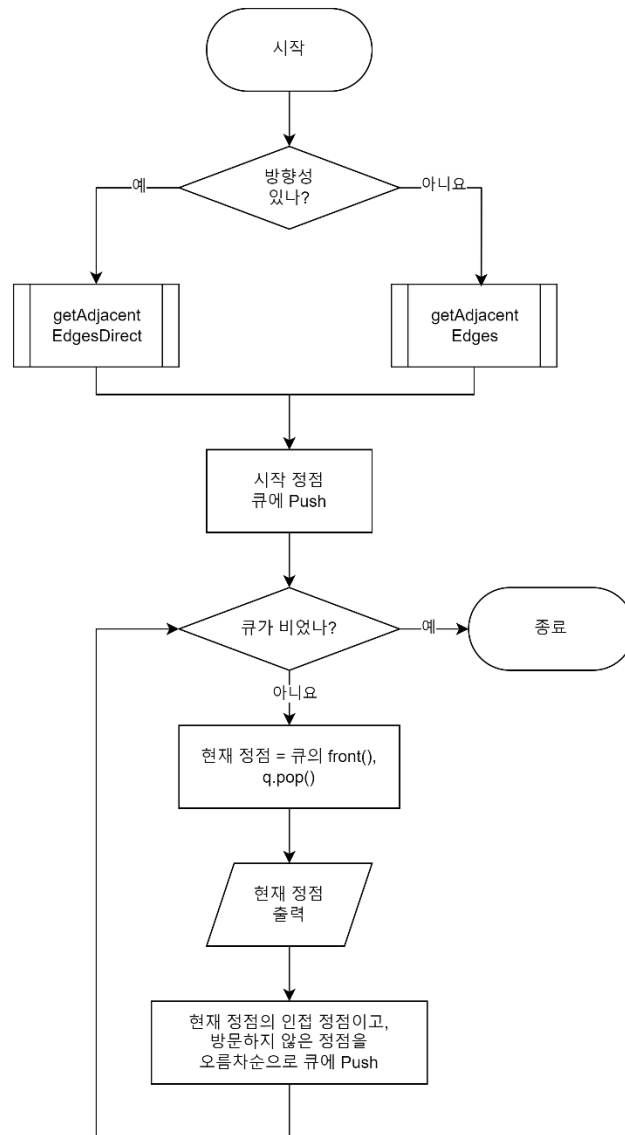 시작
방향성
있나?
예
아니요
getAdjacent
EdgesDirect
getAdjacent
Edges
시작 정점
큐에 Push
큐가 비었나?
예
종료
아니요
현재 정점 = 큐의 front(),
q.pop()
현재 정점
출력
현재 정점의 인접 정점이고,
방문하지 않은 정점을
오름차순으로 큐에 Push